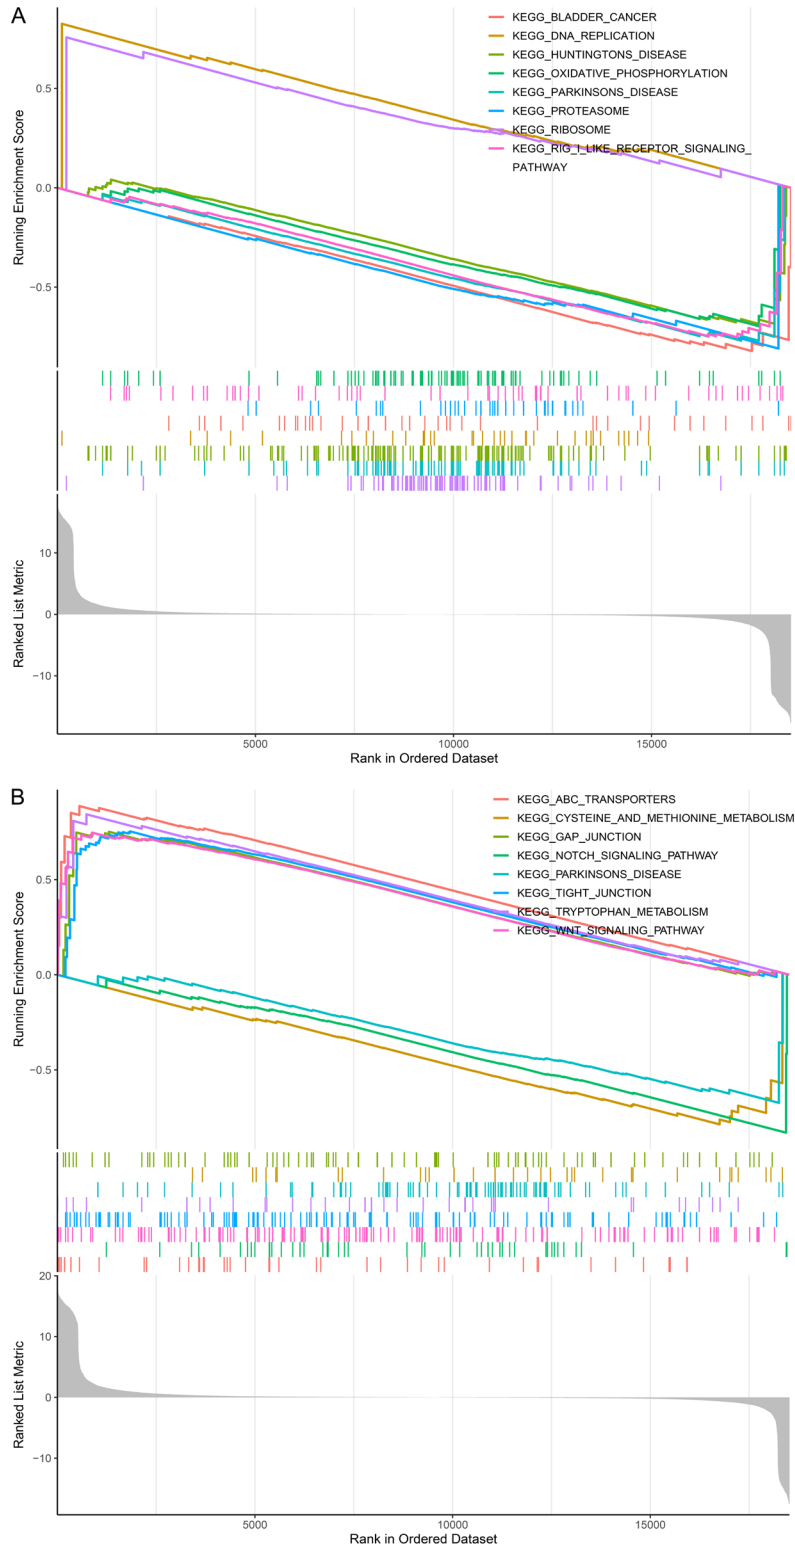 A
KEGG_BLADDER_CANCER
KEGG_DNA_REPLICATION
KEGG_HUNTINGTONS_DISEASE
KEGG_OXIDATIVE_PHOSPHORYLATION
KEGG_PARKINSONS_DISEASE
KEGG_PROTEASOME
KEGG_RIBOSOME
KEGG_RIG_I_LIKE_RECEPTOR_SIGNALING_
PATHWAY
Running Enrichment Score
0.5
0.0
−0.5
Ranked List Metric
10
0
−10
5000
10000
15000
Rank in Ordered Dataset
B
KEGG_ABC_TRANSPORTERS
KEGG_CYSTEINE_AND_METHIONINE_METABOLISM
KEGG_GAP_JUNCTION
KEGG_NOTCH_SIGNALING_PATHWAY
KEGG_PARKINSONS_DISEASE
KEGG_TIGHT_JUNCTION
KEGG_TRYPTOPHAN_METABOLISM
KEGG_WNT_SIGNALING_PATHWAY
Running Enrichment Score
0.5
0.0
−0.5
Ranked List Metric
20
10
0
−10
5000
10000
15000
Rank in Ordered Dataset